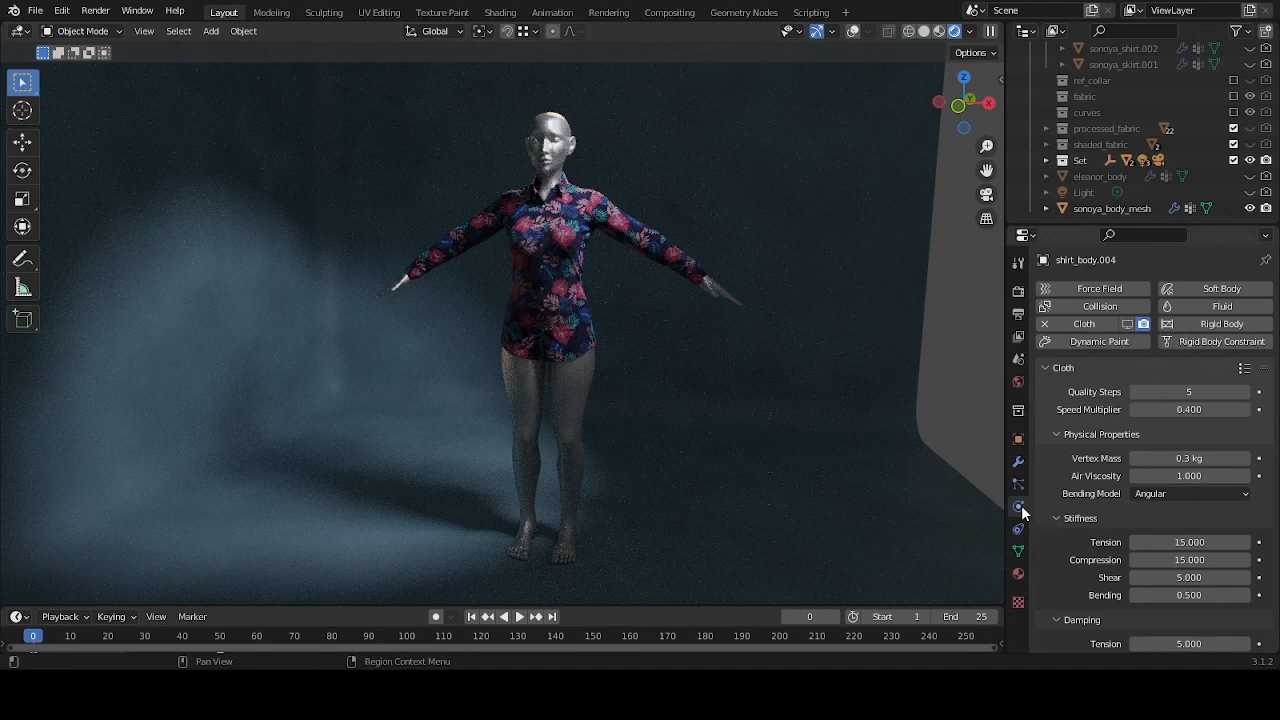 File Edit Render Window Help Layout Modeling Sculpting UV Editing Texture Paint Shading Animation Rendering Compositing Geometry Nodes Scripting + Scene ViewLayer
Object Mode View Select Add Object Global
Options
Z
X
Y
sonoya_shirt.002
sonoya_skirt.001
ref_collar
fabric
curves
processed_fabric 22
shaded_fabric 2
Set 2 3
eleanor_body
Light
sonoya_body_mesh
shirt_body.004
Force Field Soft Body
Collision Fluid
Cloth Rigid Body
Dynamic Paint Rigid Body Constraint
Cloth
Quality Steps 5
Speed Multiplier 0.400
Physical Properties
Vertex Mass 0.3 kg
Air Viscosity 1.000
Bending Model Angular
Stiffness
Tension 15.000
Compression 15.000
Shear 5.000
Bending 0.500
Damping
Tension 5.000
Playback Keying View Marker 0 Start 1 End 25
0 10 20 30 40 50 60 70 80 90 100 110 120 130 140 150 160 170 180 190 200 210 220 230 240 250
Pan View Region Context Menu 3.1.2